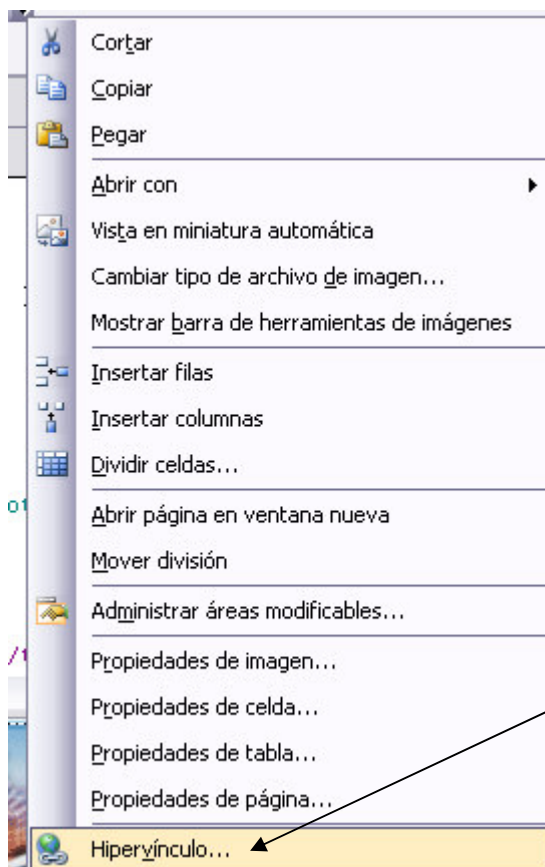 Cortar
Copiar
Pegar
Abrir con
Vista en miniatura automática
Cambiar tipo de archivo de imagen...
Mostrar barra de herramientas de imágenes
Insertar filas
Insertar columnas
Dividir celdas...
Abrir página en ventana nueva
Mover división
Administrar áreas modificables...
Propiedades de imagen...
Propiedades de celda...
Propiedades de tabla...
Propiedades de página...
Hipervínculo...